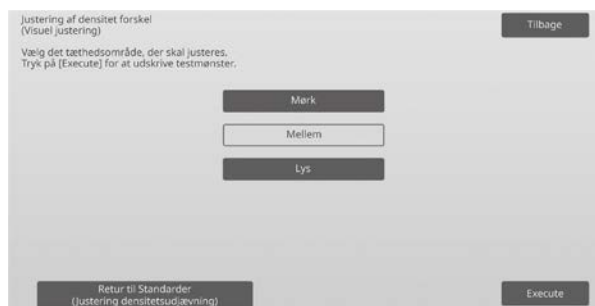 Justering af densitet forskel
(Visuel justering)
Tilbage
Vælg det tæthedsområde, der skal justeres.
Tryk på [Execute] for at udskrive testmønster.
Mørk
Mellem
Lys
Retur til Standarder
(Justering densitetsudjævning)
Execute